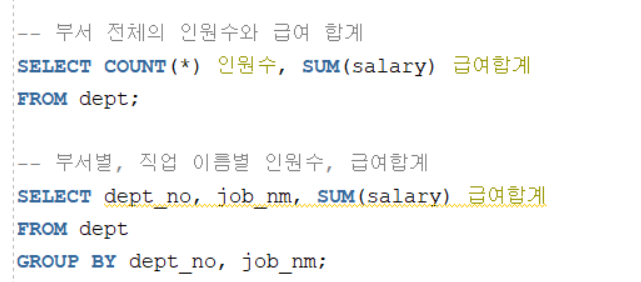 -- 부서 전체의 인원수와 급여 합계
SELECT COUNT(*) 인원수, SUM(salary) 급여합계
FROM dept;
-- 부서별, 직업 이름별 인원수, 급여합계
SELECT dept_no, job_nm, SUM(salary) 급여합계
FROM dept
GROUP BY dept_no, job_nm;